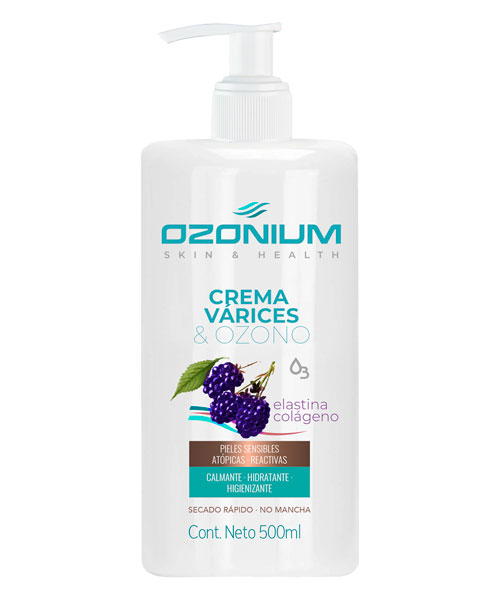 OZONIUM
SKIN & HEALTH
CREMA
VÁRICES
& OZONO
O3
elastina
colágeno
PIELES SENSIBLES
ATÓPICAS · REACTIVAS
CALMANTE · HIDRATANTE ·
HIGIENIZANTE
SECADO RÁPIDO · NO MANCHA
Cont. Neto 500ml